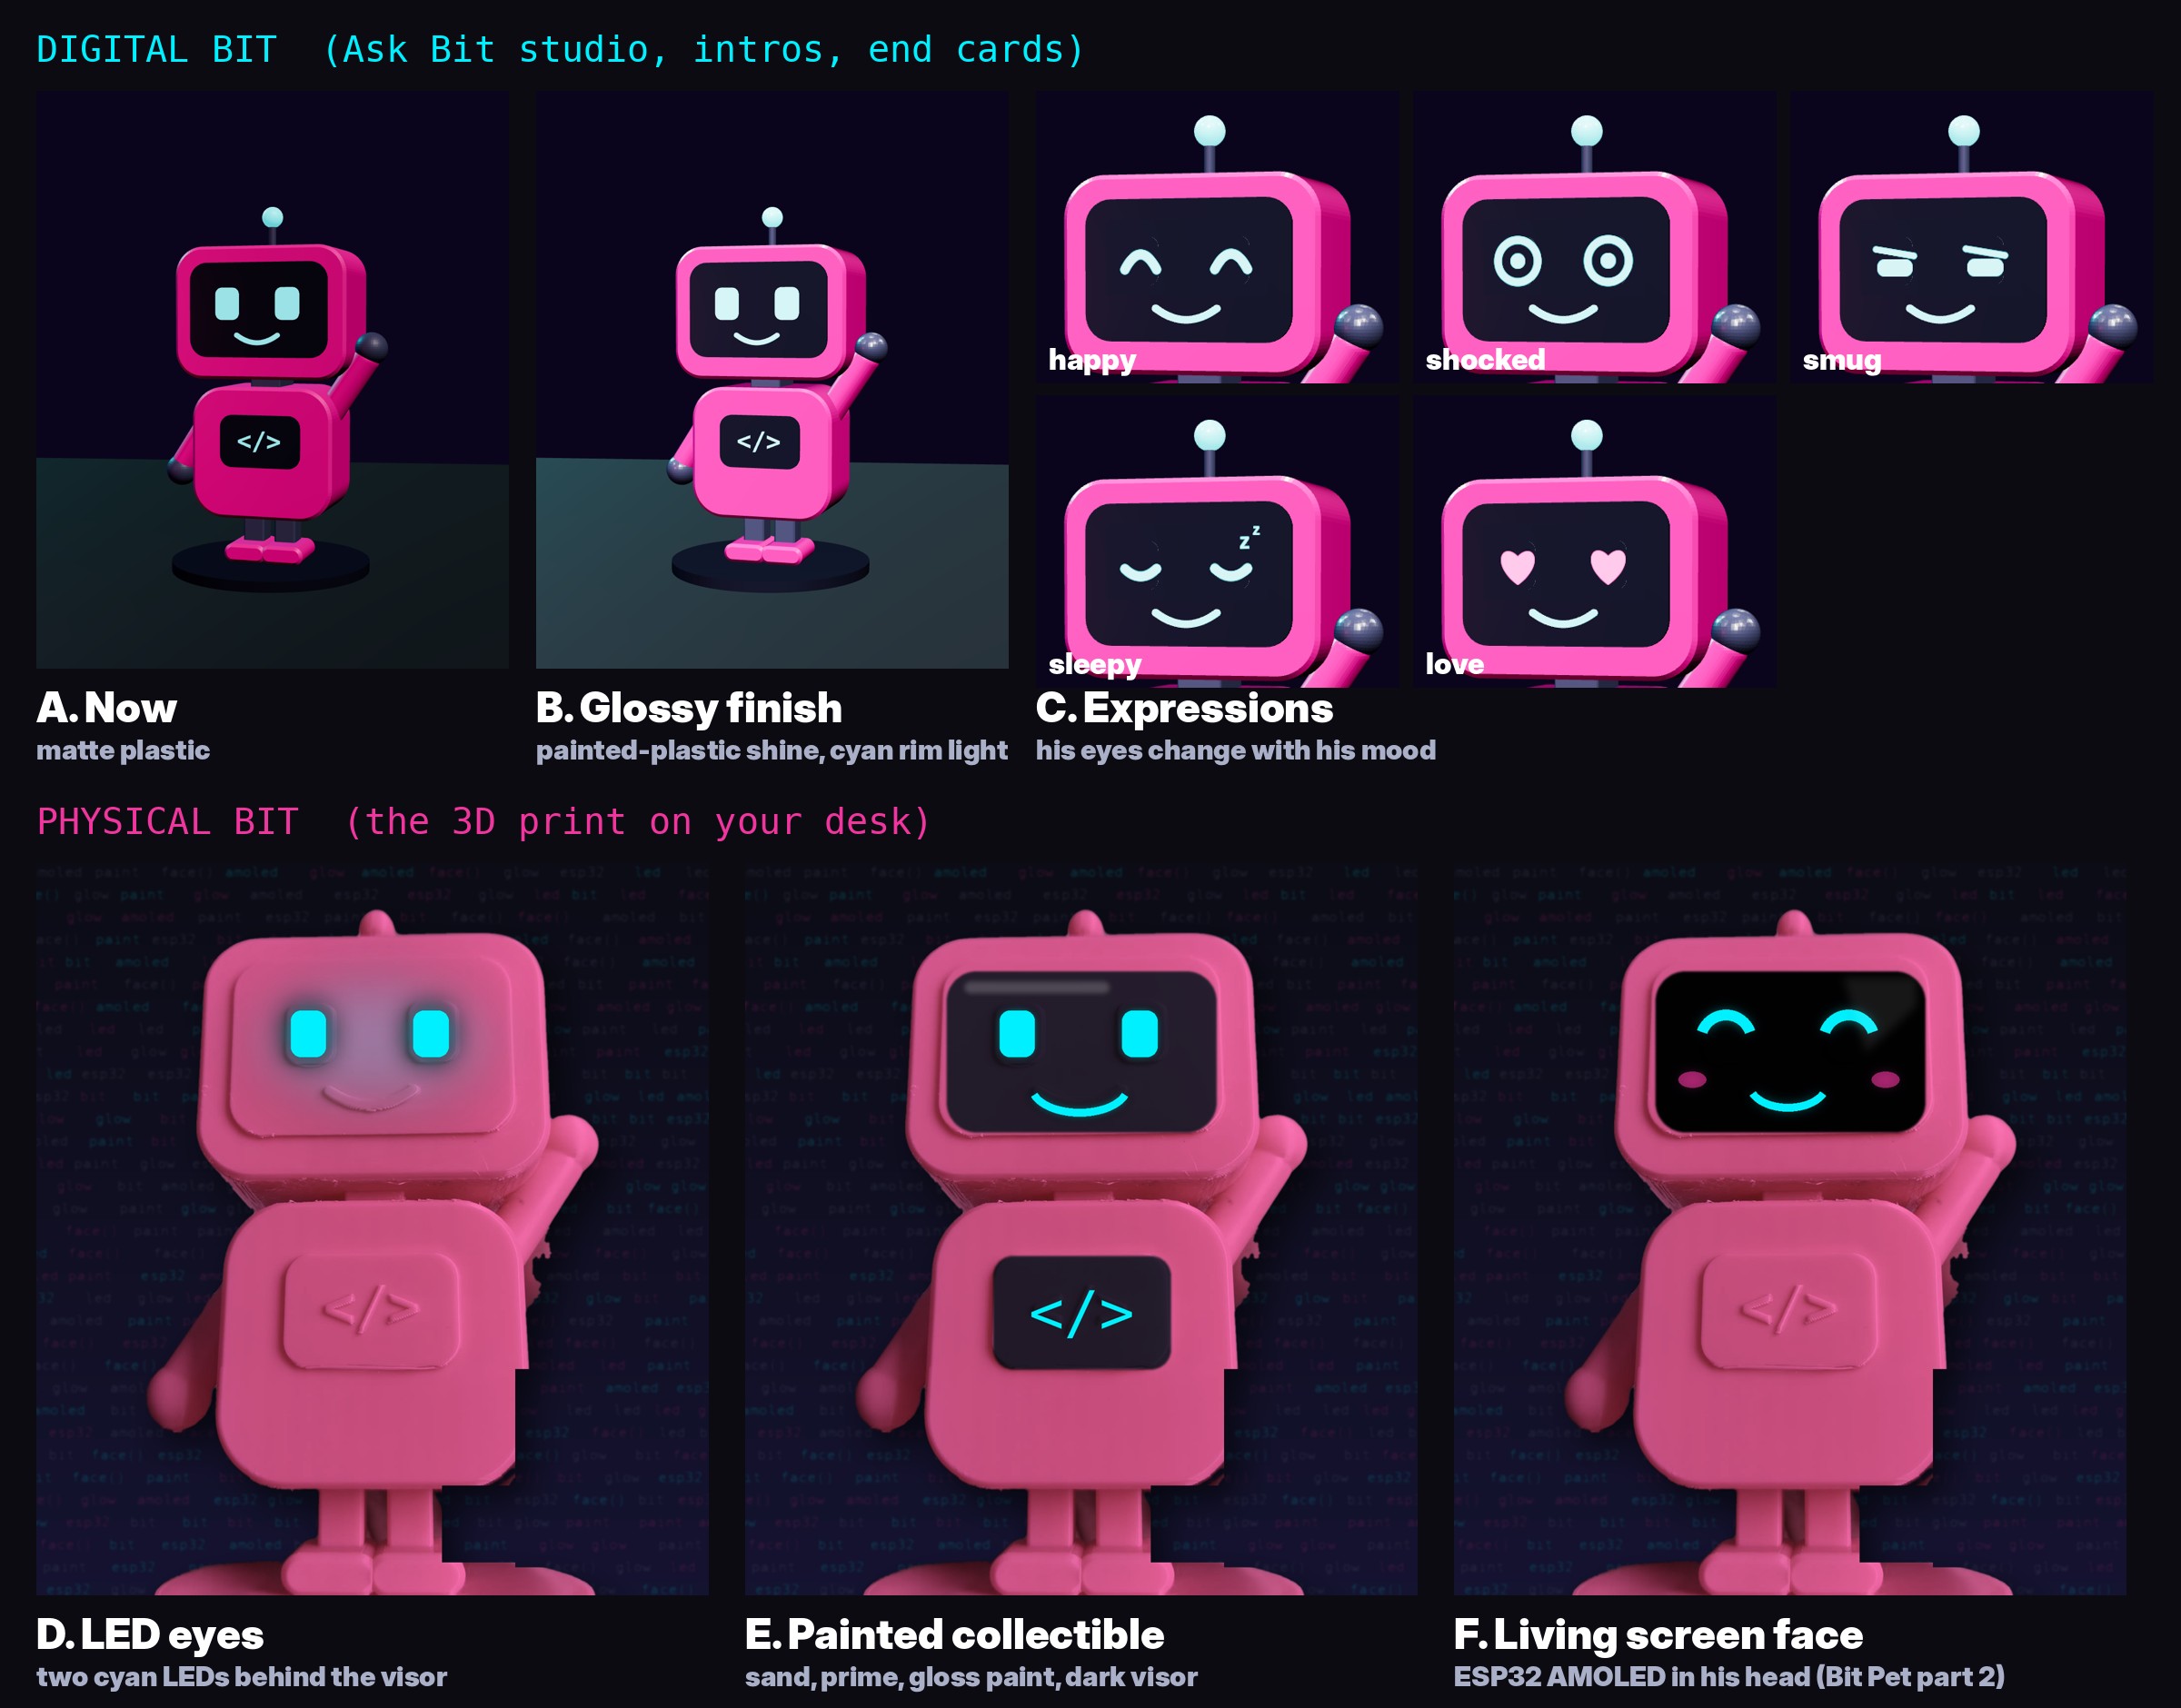 DIGITAL BIT (Ask Bit studio, intros, end cards)
</>
</>
happy
shocked
smug
z z
sleepy
love
A. Now
matte plastic
B. Glossy finish
painted-plastic shine, cyan rim light
C. Expressions
his eyes change with his mood
PHYSICAL BIT (the 3D print on your desk)
</>
</>
</>
D. LED eyes
two cyan LEDs behind the visor
E. Painted collectible
sand, prime, gloss paint, dark visor
F. Living screen face
ESP32 AMOLED in his head (Bit Pet part 2)